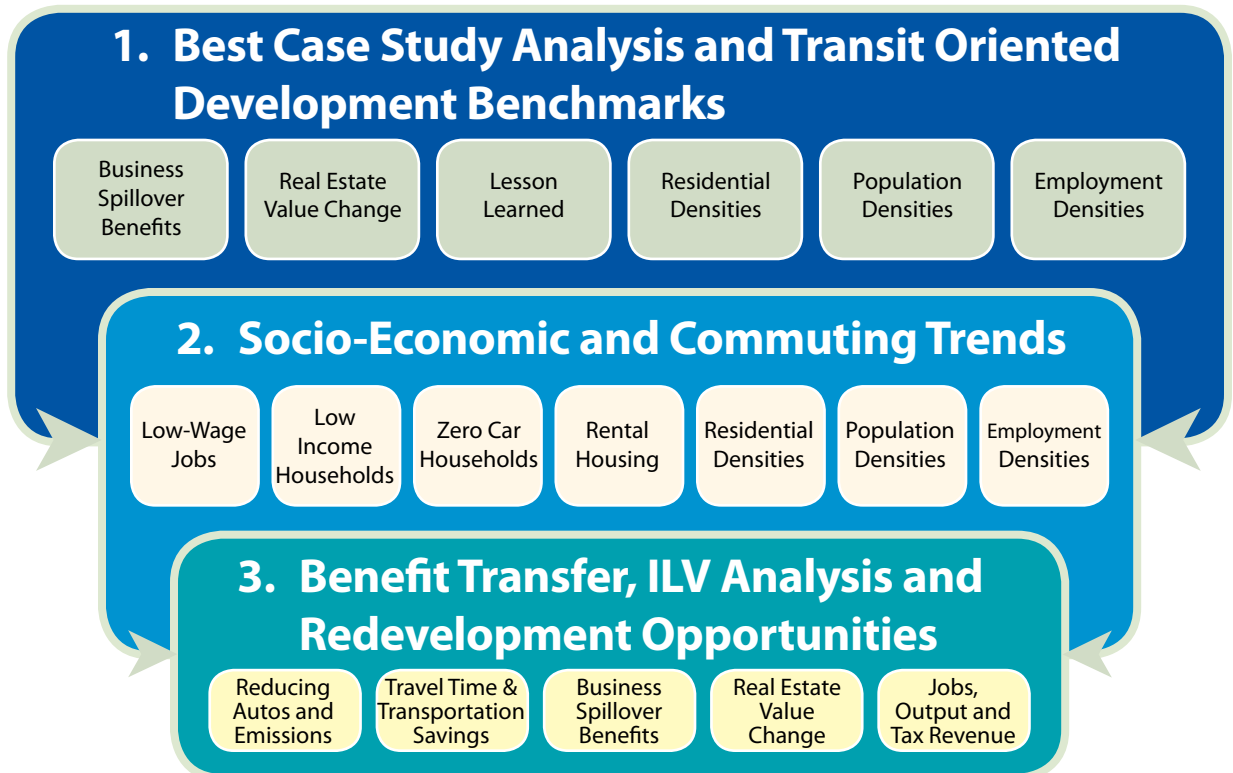 1. Best Case Study Analysis and Transit Oriented
Development Benchmarks
Business
Spillover
Benefits
Real Estate
Value Change
Lesson
Learned
Residential
Densities
Population
Densities
Employment
Densities
2. Socio-Economic and Commuting Trends
Low-Wage
Jobs
Low
Income
Households
Zero Car
Households
Rental
Housing
Residential
Densities
Population
Densities
Employment
Densities
3. Benefit Transfer, ILV Analysis and
Redevelopment Opportunities
Reducing
Autos and
Emissions
Travel Time &
Transportation
Savings
Business
Spillover
Benefits
Real Estate
Value
Change
Jobs,
Output and
Tax Revenue